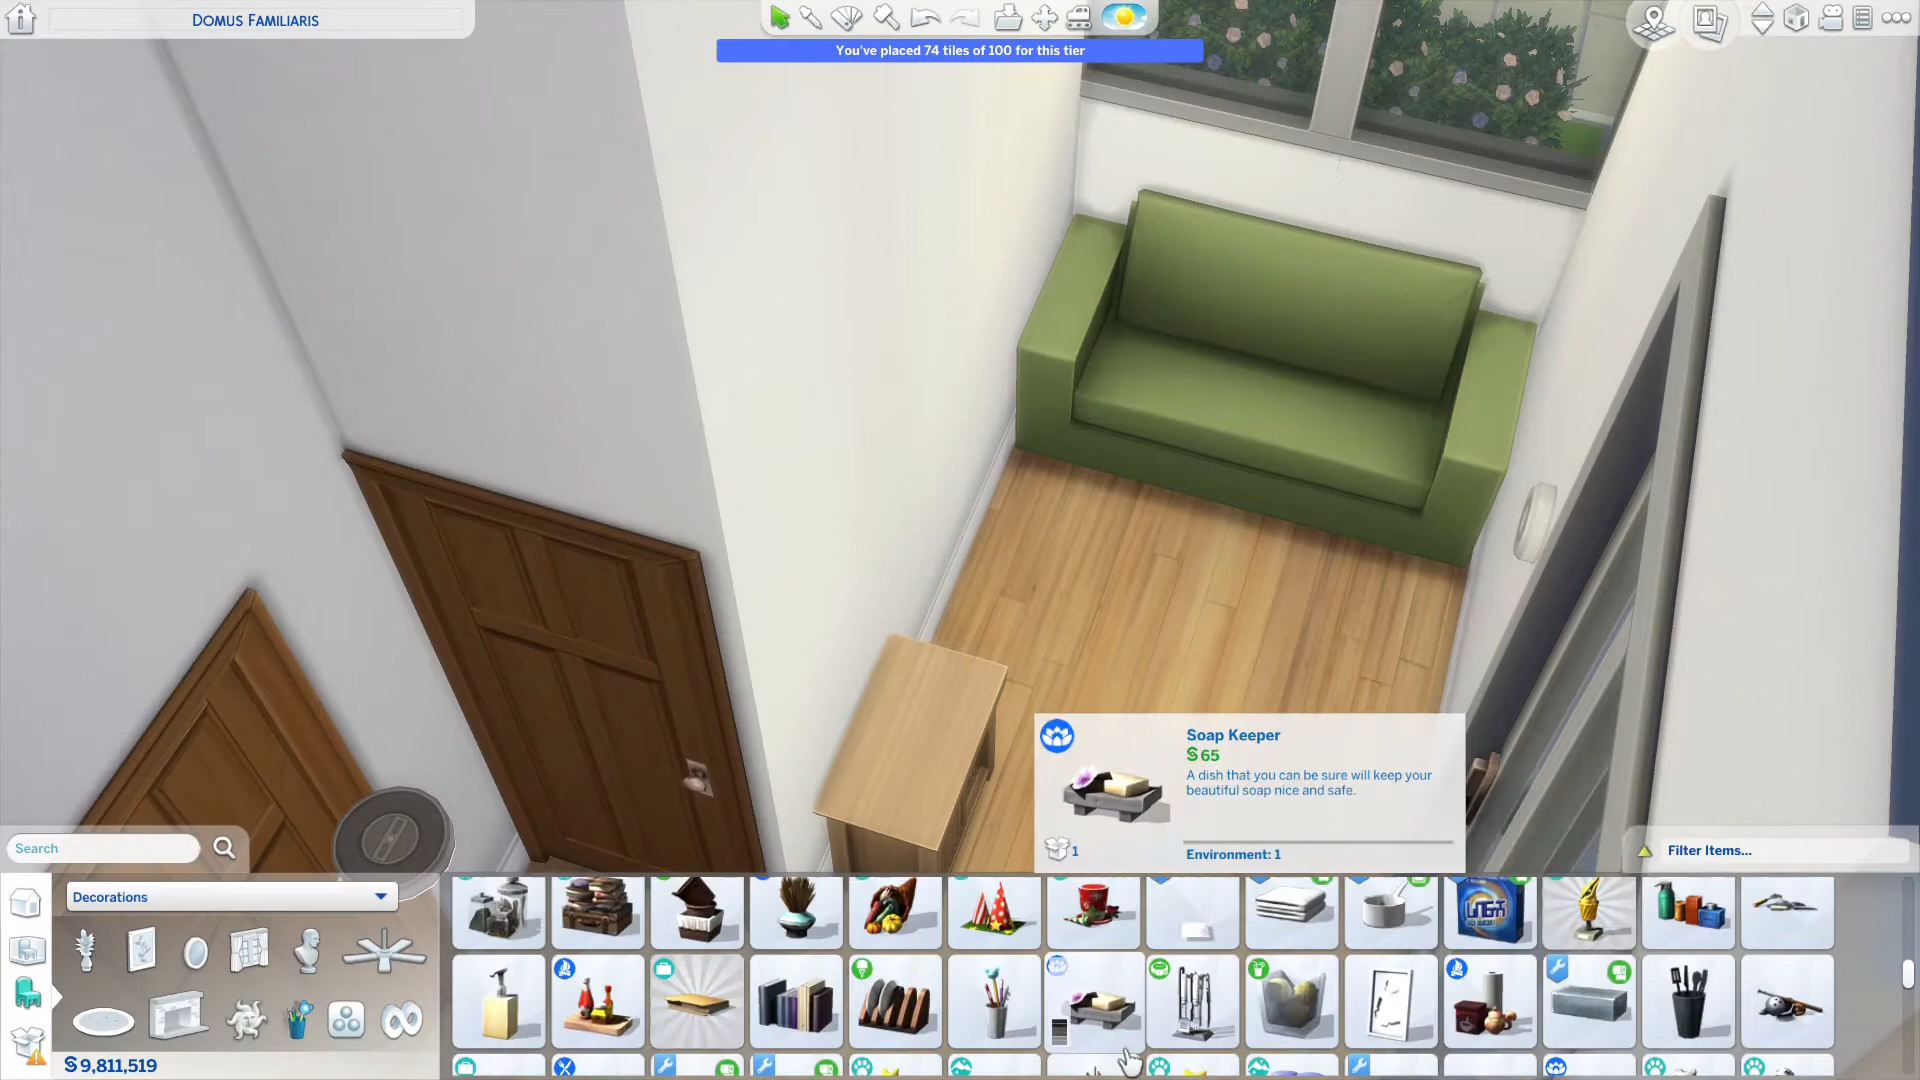 Domus Familiaris
You've placed 74 tiles of 100 for this tier
Soap Keeper
§65
A dish that you can be sure will keep your
beautiful soap nice and safe.
1
Environment: 1
Search
Filter Items...
Decorations
§9,811,519